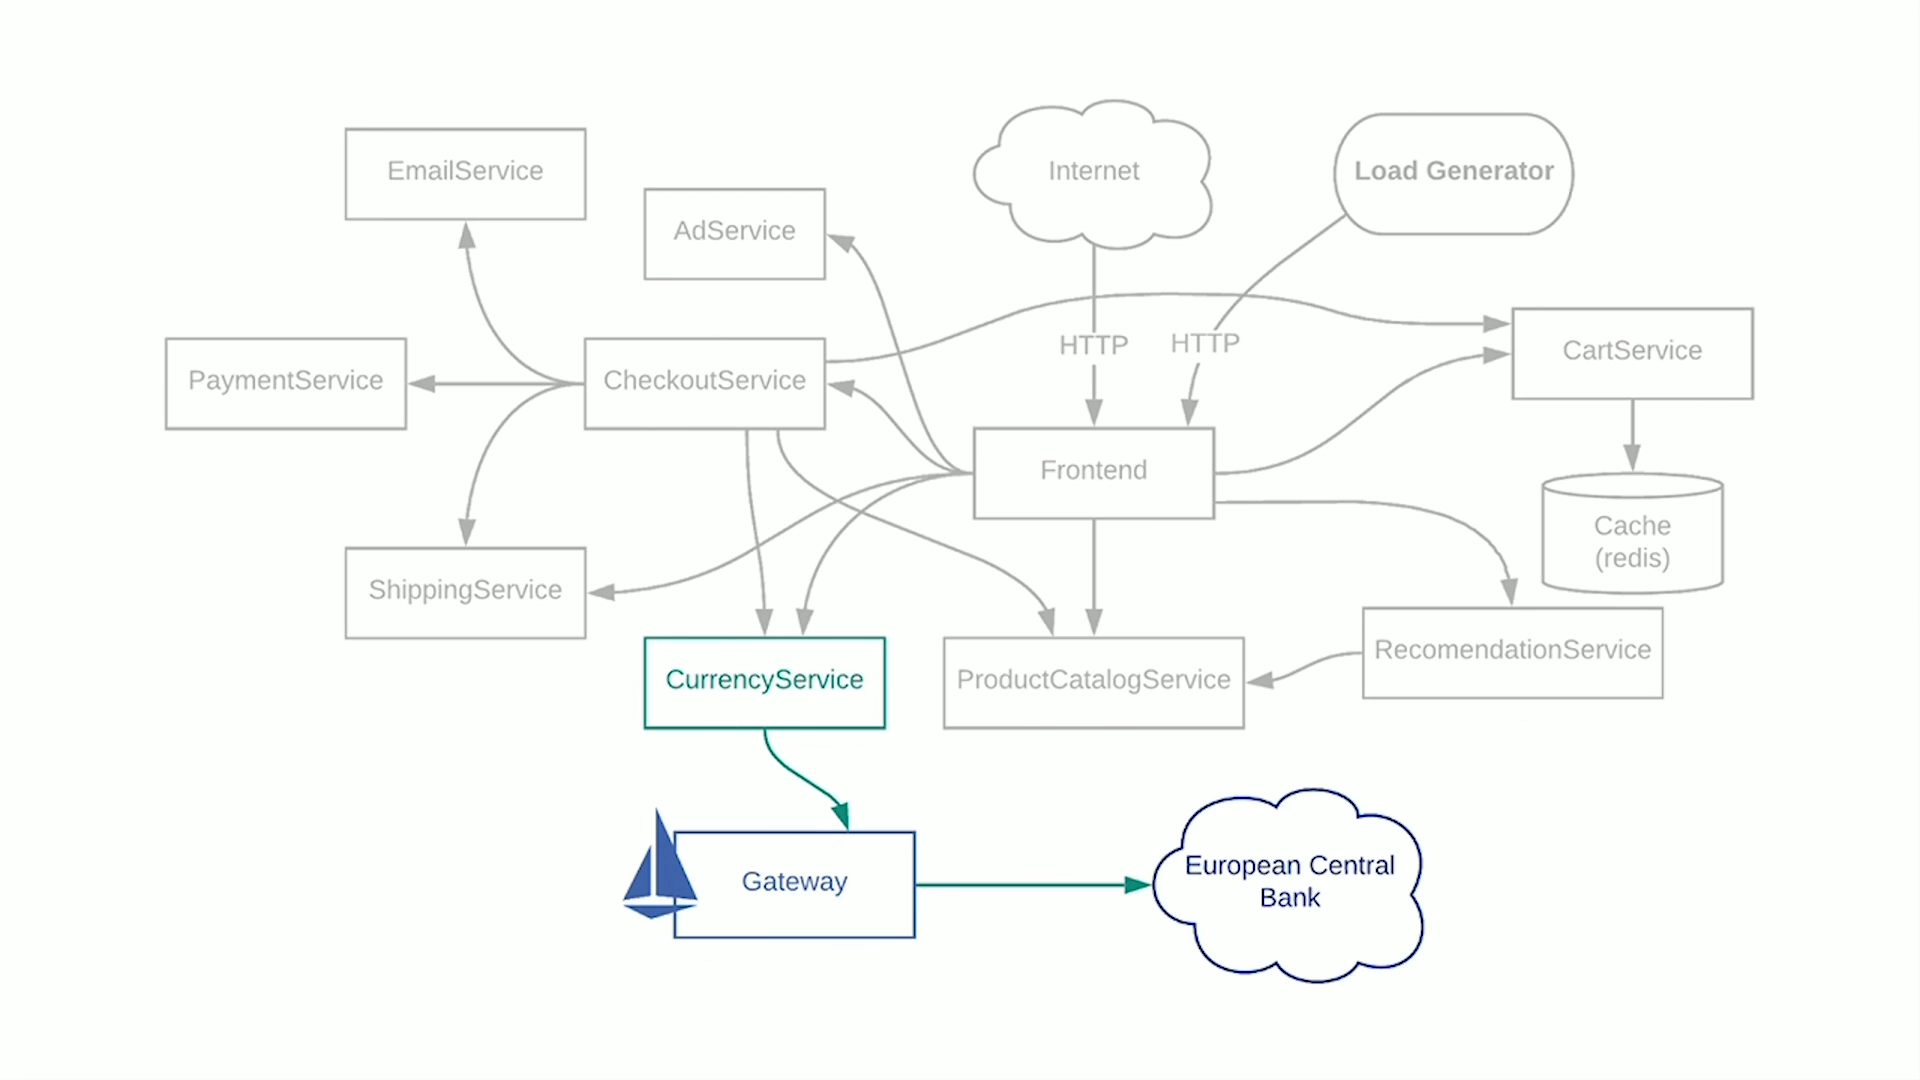 EmailService
Internet
Load Generator
AdService
HTTP
HTTP
CartService
PaymentService
CheckoutService
Frontend
Cache
(redis)
ShippingService
CurrencyService
ProductCatalogService
RecomendationService
Gateway
European Central
Bank